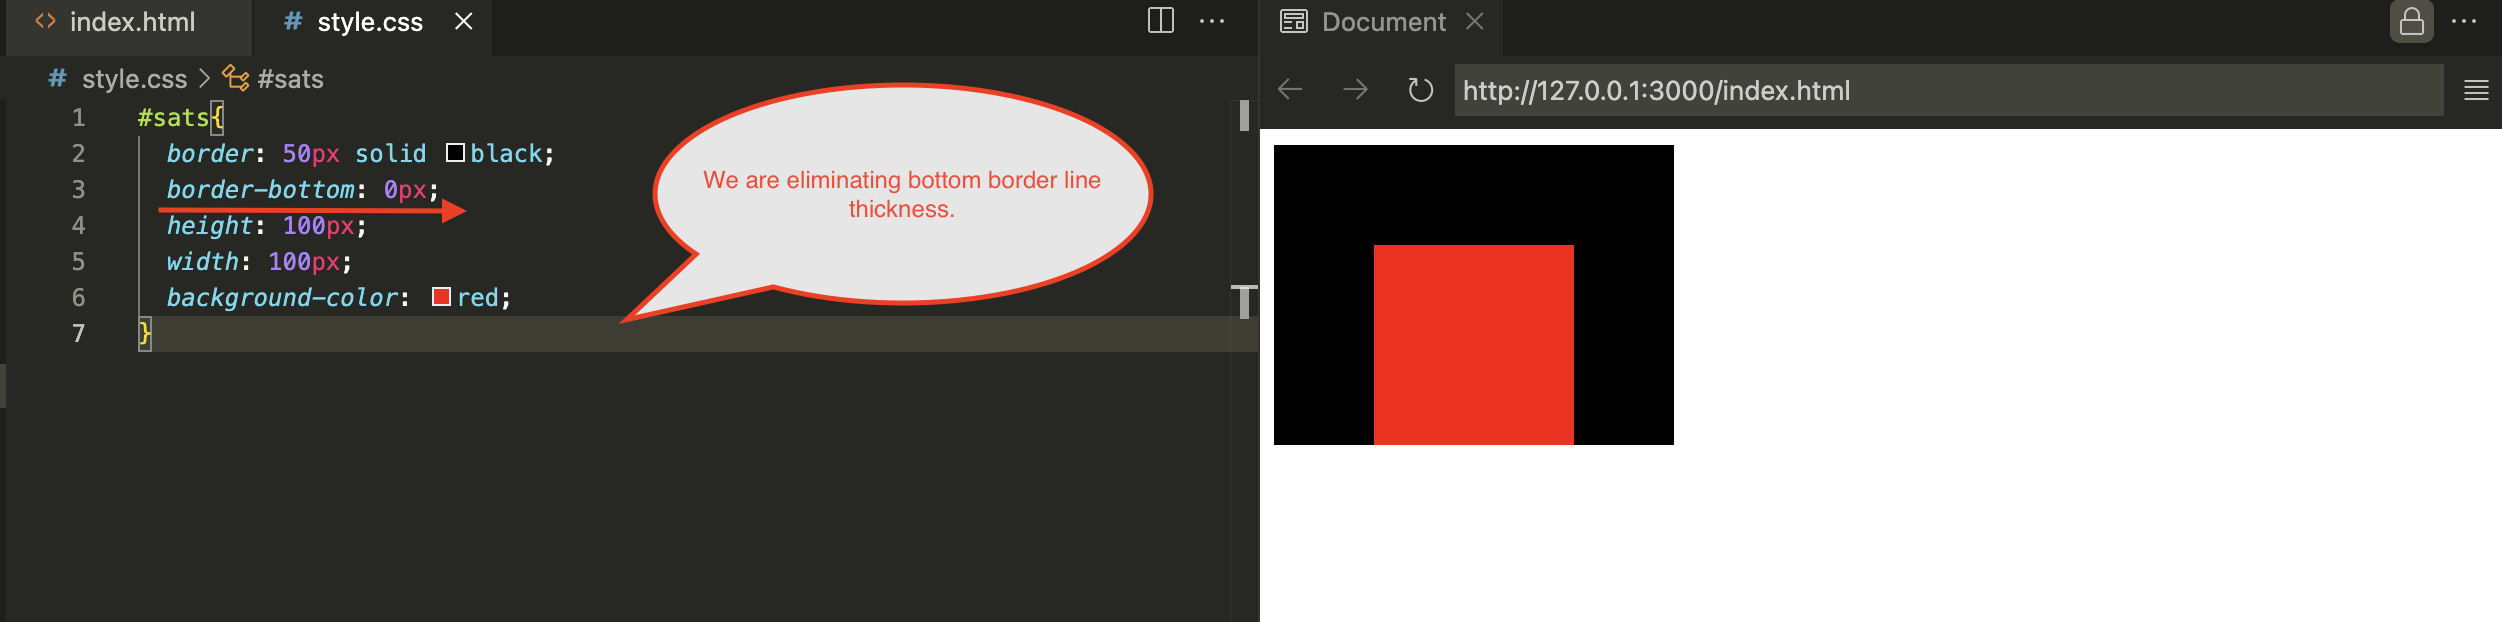 index.html
# style.css
Document
# style.css > #sats
http://127.0.0.1:3000/index.html
1 #sats{
2 border: 50px solid black;
3 border-bottom: 0px;
4 height: 100px;
5 width: 100px;
6 background-color: red;
7 }
We are eliminating bottom border line
thickness.